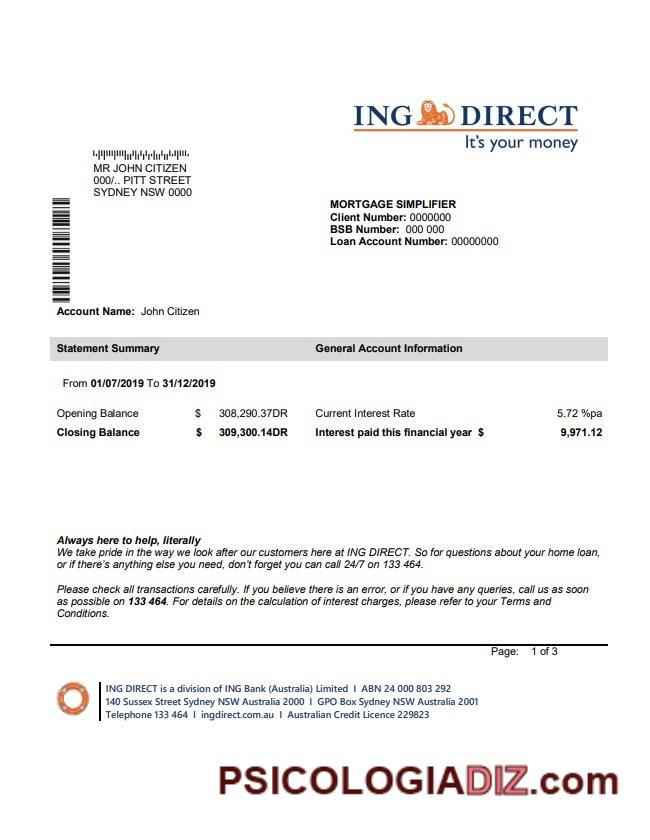 ING DIRECT
It's your money
MR JOHN CITIZEN
000/.. PITT STREET
SYDNEY NSW 0000
MORTGAGE SIMPLIFIER
Client Number: 0000000
BSB Number: 000 000
Loan Account Number: 00000000
Account Name: John Citizen
Statement Summary General Account Information
From 01/07/2019 To 31/12/2019
Opening Balance $ 308,290.37DR Current Interest Rate 5.72 %pa
Closing Balance $ 309,300.14DR Interest paid this financial year $ 9,971.12
Always here to help, literally
We take pride in the way we look after our customers here at ING DIRECT. So for questions about your home loan,
or if there's anything else you need, don't forget you can call 24/7 on 133 464.
Please check all transactions carefully. If you believe there is an error, or if you have any queries, call us as soon
as possible on 133 464. For details on the calculation of interest charges, please refer to your Terms and
Conditions.
Page: 1 of 3
ING DIRECT is a division of ING Bank (Australia) Limited I ABN 24 000 803 292
140 Sussex Street Sydney NSW Australia 2000 I GPO Box Sydney NSW Australia 2001
Telephone 133 464 I ingdirect.com.au I Australian Credit Licence 229823
PSICOLOGIADIZ.com